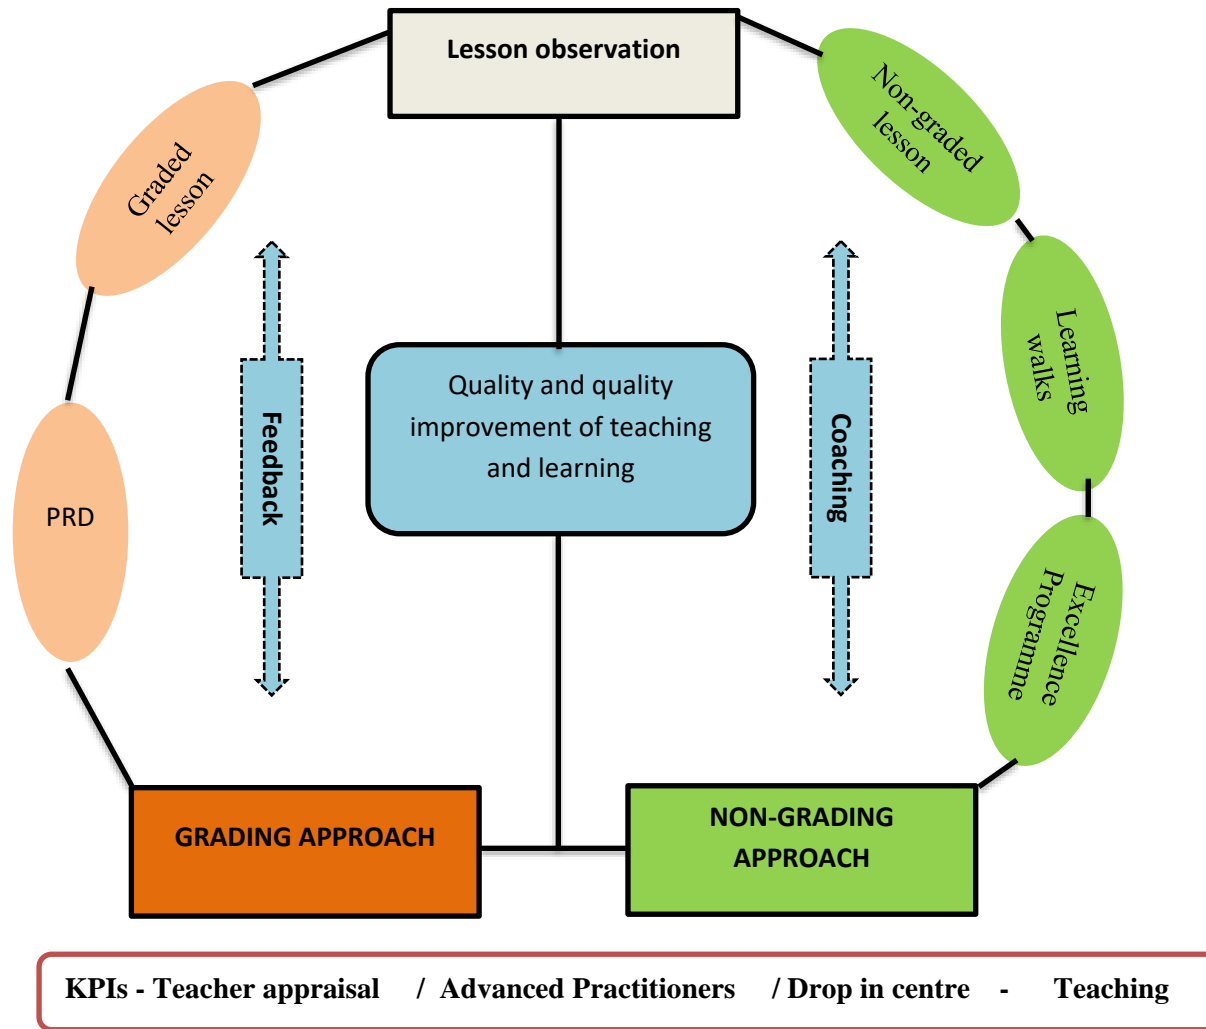 Lesson observation
Non-graded
lesson
Graded
lesson
Learning
walks
Quality and quality
improvement of teaching
and learning
Feedback
Coaching
PRD
Excellence
Programme
GRADING APPROACH
NON-GRADING
APPROACH
KPIs - Teacher appraisal / Advanced Practitioners / Drop in centre - Teaching